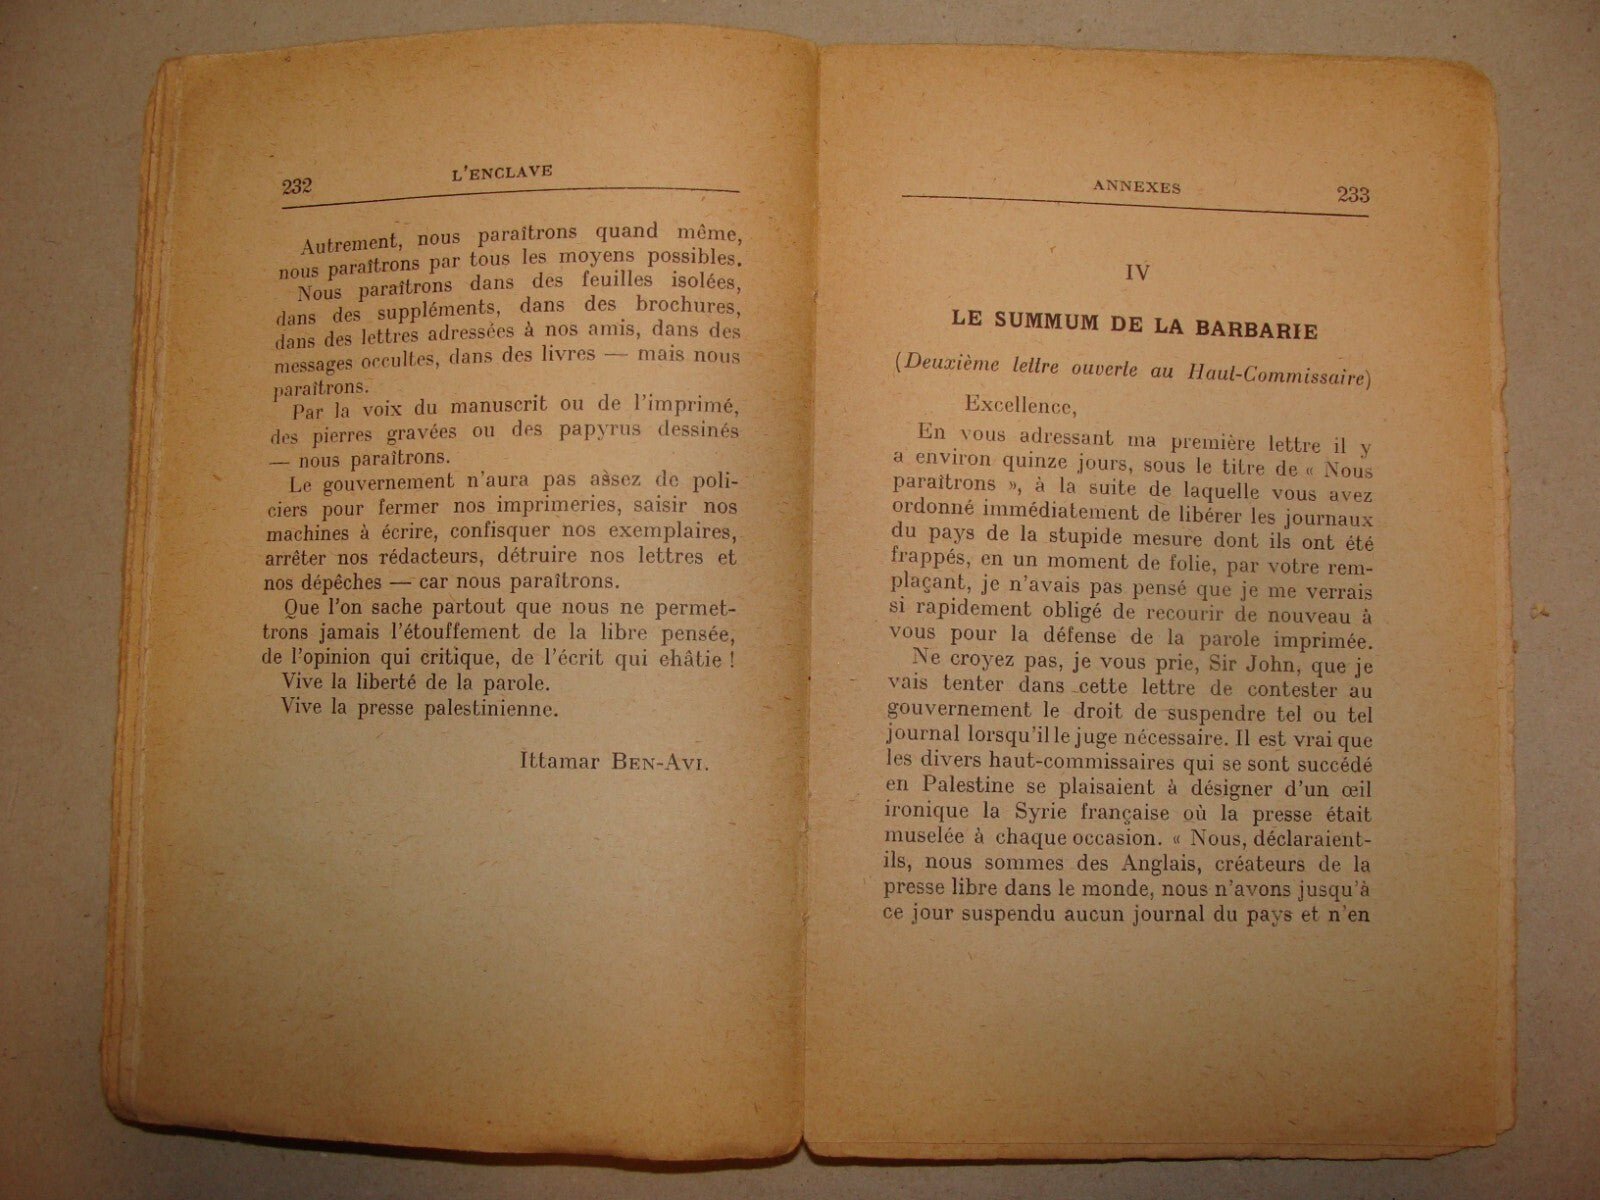 232
L'ENCLAVE
Autrement, nous paraîtrons quand même,
nous paraîtrons par tous les moyens possibles.
Nous paraîtrons dans des feuilles isolées,
dans des suppléments, dans des brochures,
dans des lettres adressées à nos amis, dans des
messages occultes, dans des livres — mais nous
paraîtrons.
Par la voix du manuscrit ou de l'imprimé,
des pierres gravées ou des papyrus dessinés
— nous paraîtrons.
Le gouvernement n'aura pas assez de poli-
ciers pour fermer nos imprimeries, saisir nos
machines à écrire, confisquer nos exemplaires,
arrêter nos rédacteurs, détruire nos lettres et
nos dépêches — car nous paraîtrons.
Que l'on sache partout que nous ne permet-
trons jamais l'étouffement de la libre pensée,
de l'opinion qui critique, de l'écrit qui ehâtie !
Vive la liberté de la parole.
Vive la presse palestinienne.
Ittamar BEN-AVI.
ANNEXES
233
IV
LE SUMMUM DE LA BARBARIE
(Deuxième lettre ouverte au Haut-Commissaire)
Excellence,
En vous adressant ma première lettre il y
a environ quinze jours, sous le titre de « Nous
paraîtrons », à la suite de laquelle vous avez
ordonné immédiatement de libérer les journaux
du pays de la stupide mesure dont ils ont été
frappés, en un moment de folie, par votre rem-
plaçant, je n'avais pas pensé que je me verrais
si rapidement obligé de recourir de nouveau à
vous pour la défense de la parole imprimée.
Ne croyez pas, je vous prie, Sir John, que je
vais tenter dans cette lettre de contester au
gouvernement le droit de suspendre tel ou tel
journal lorsqu'il le juge nécessaire. Il est vrai que
les divers haut-commissaires qui se sont succédé
en Palestine se plaisaient à désigner d'un œil
ironique la Syrie française où la presse était
muselée à chaque occasion. « Nous, déclaraient-
ils, nous sommes des Anglais, créateurs de la
presse libre dans le monde, nous n'avons jusqu'à
ce jour suspendu aucun journal du pays et n'en